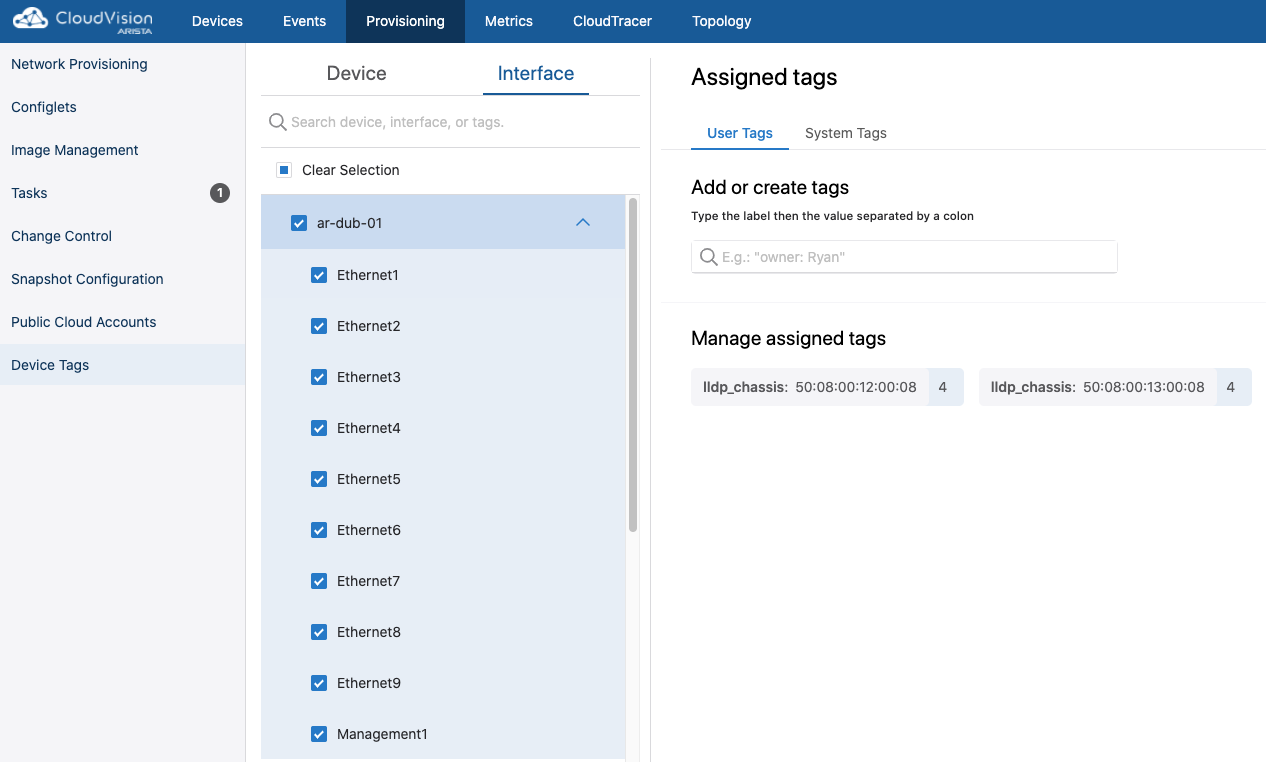 CloudVision
ARISTA
Devices
Events
Provisioning
Metrics
CloudTracer
Topology
Network Provisioning
Configlets
Image Management
Tasks
1
Change Control
Snapshot Configuration
Public Cloud Accounts
Device Tags
Device
Interface
Search device, interface, or tags.
Clear Selection
ar-dub-01
Ethernet1
Ethernet2
Ethernet3
Ethernet4
Ethernet5
Ethernet6
Ethernet7
Ethernet8
Ethernet9
Management1
Assigned tags
User Tags
System Tags
Add or create tags
Type the label then the value separated by a colon
E.g.: "owner: Ryan"
Manage assigned tags
lldp_chassis: 50:08:00:12:00:08 4
lldp_chassis: 50:08:00:13:00:08 4